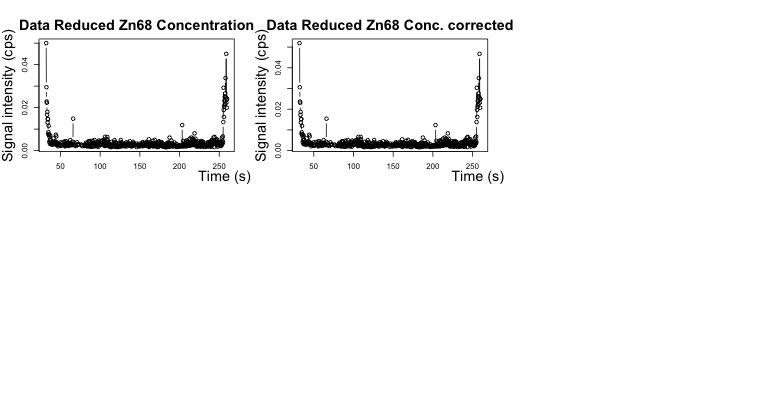 Data Reduced Zn68 Concentration
Signal intensity (cps)
0.00 0.02 0.04
50 100 150 200 250
Time (s)
Data Reduced Zn68 Conc. corrected
Signal intensity (cps)
0.00 0.02 0.04
50 100 150 200 250
Time (s)